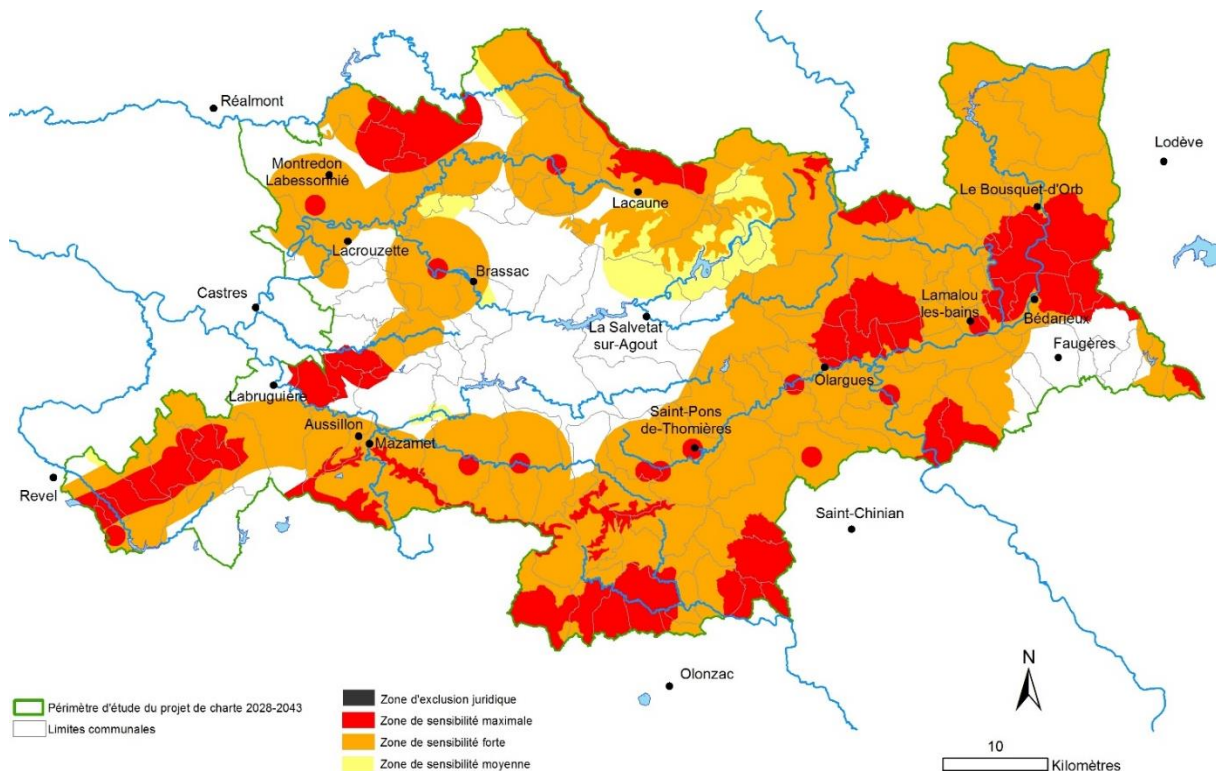 Réalmont
Montredon
Labessonnié
Lodève
Le Bousquet-d'Orb
Lacaune
Lacrouzette
Brassac
Castres
La Salvetat
sur-Agout
Lamalou
les-bains
Bédarieux
Faugères
Labruguière
Olargues
Aussillon
Mazamet
Saint-Pons
de-Thomières
Revel
Saint-Chinian
Olonzac
N
Périmètre d'étude du projet de charte 2028-2043
Limites communales
Zone d'exclusion juridique
Zone de sensibilité maximale
Zone de sensibilité forte
Zone de sensibilité moyenne
10
Kilomètres